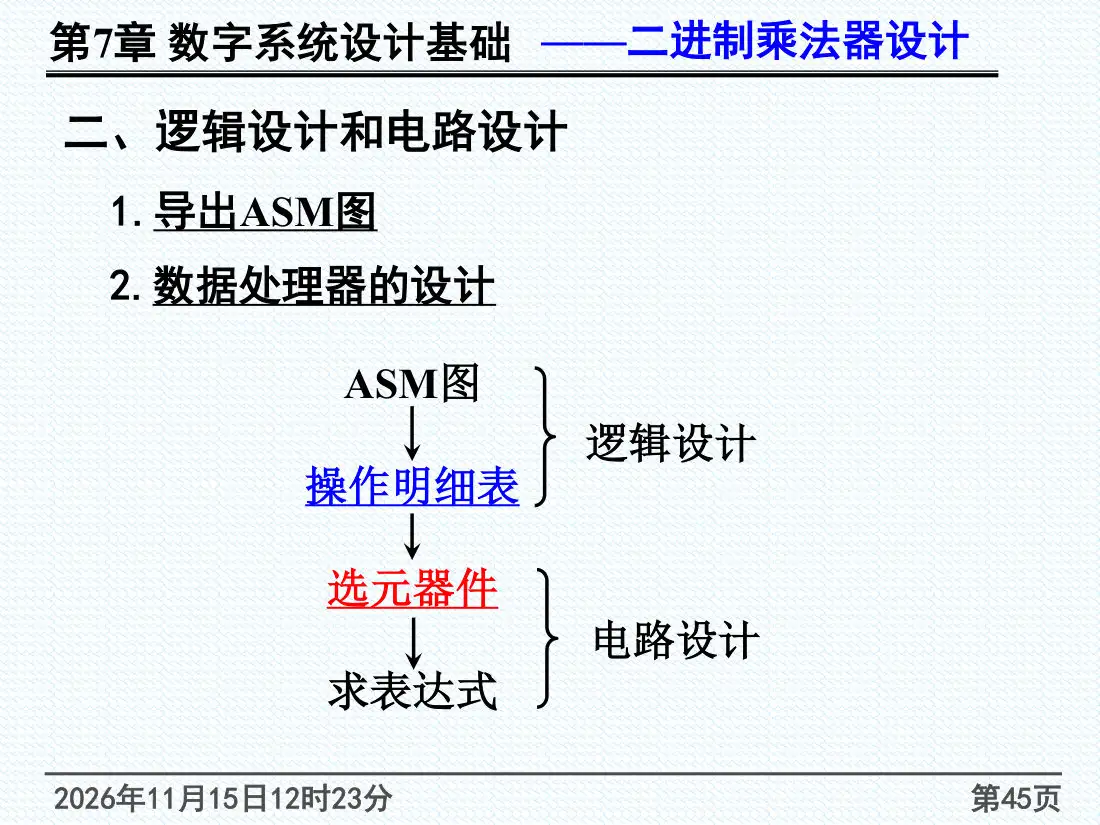 第7章 数字系统设计基础 ——二进制乘法器设计
二、逻辑设计和电路设计
1.导出ASM图
2.数据处理器的设计
ASM图
逻辑设计
操作明细表
选元器件
电路设计
求表达式
2026年11月15日12时23分 第45页